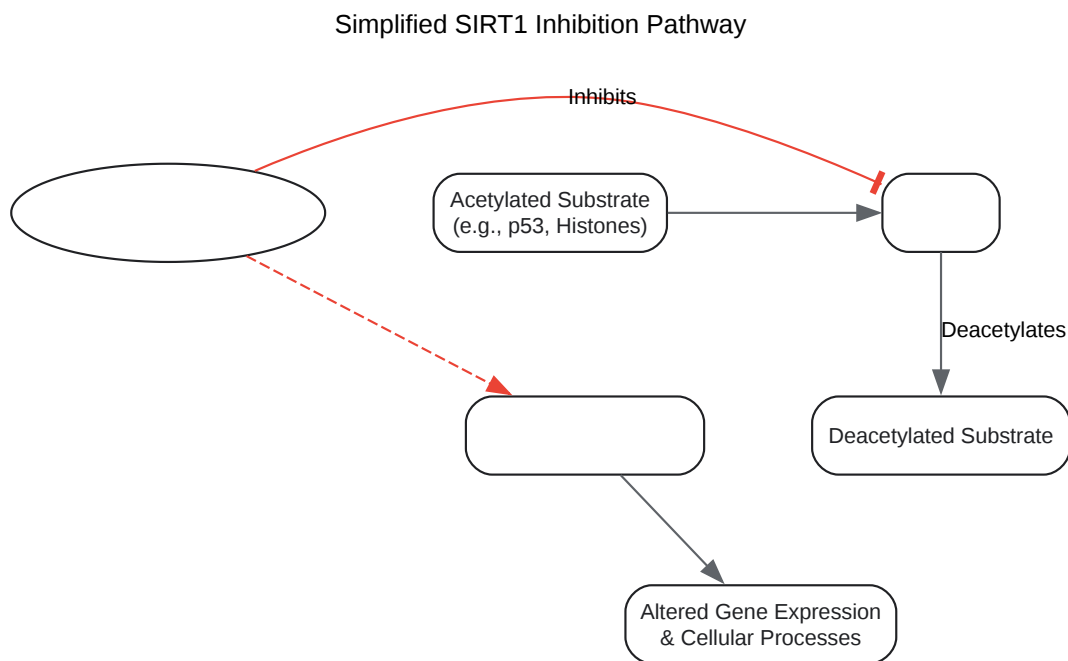 Simplified SIRT1 Inhibition Pathway
Inhibits
Acetylated Substrate
(e.g., p53, Histones)
Deacetylates
Deacetylated Substrate
Altered Gene Expression
& Cellular Processes